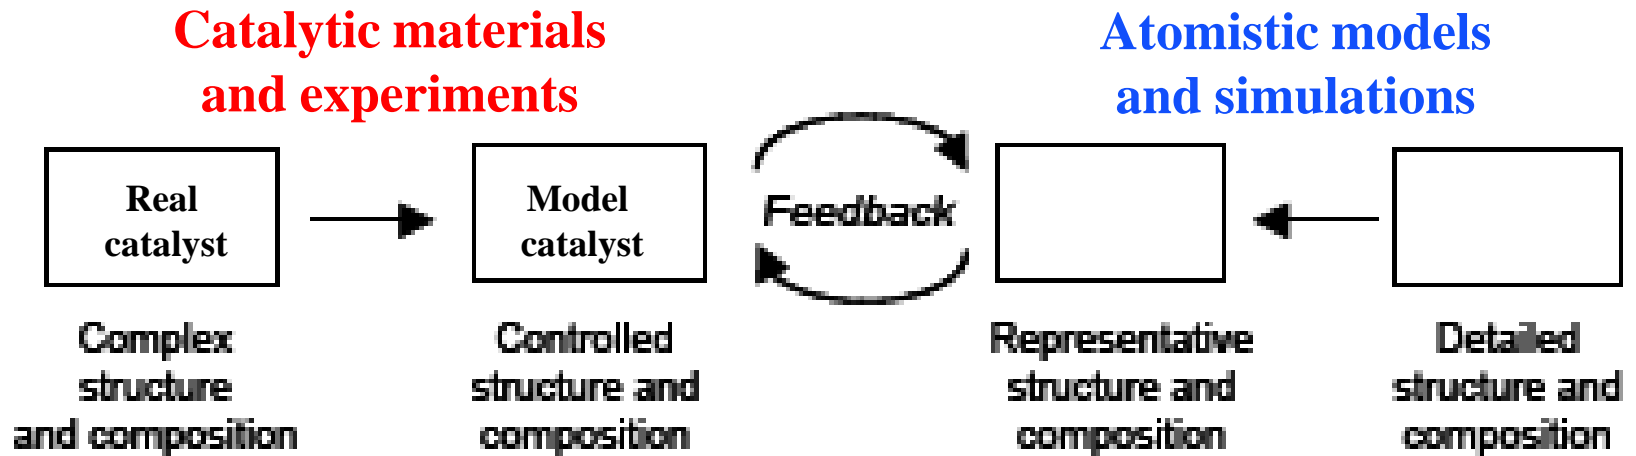 Catalytic materials
and experiments
Atomistic models
and simulations
Real
catalyst
Model
catalyst
Feedback
Complex
structure
and composition
Controlled
structure and
composition
Representative
structure and
composition
Detailed
structure and
composition